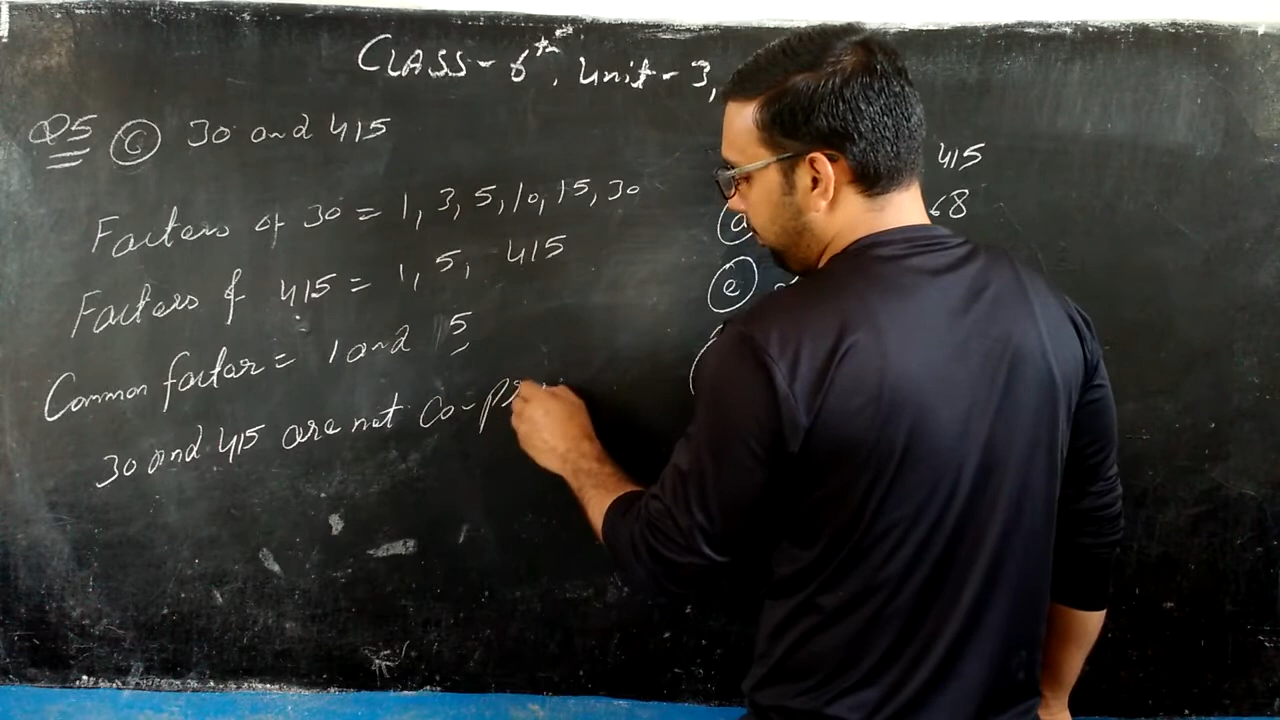 CLASS - 6th, Unit - 3,
Q5 (c) 30 and 415
Factors of 30 = 1, 3, 5, 10, 15, 30
Factors of 415 = 1, 5, 415
Common factor = 1 and 5
30 and 415 are not Co-pr
415
68
(e)